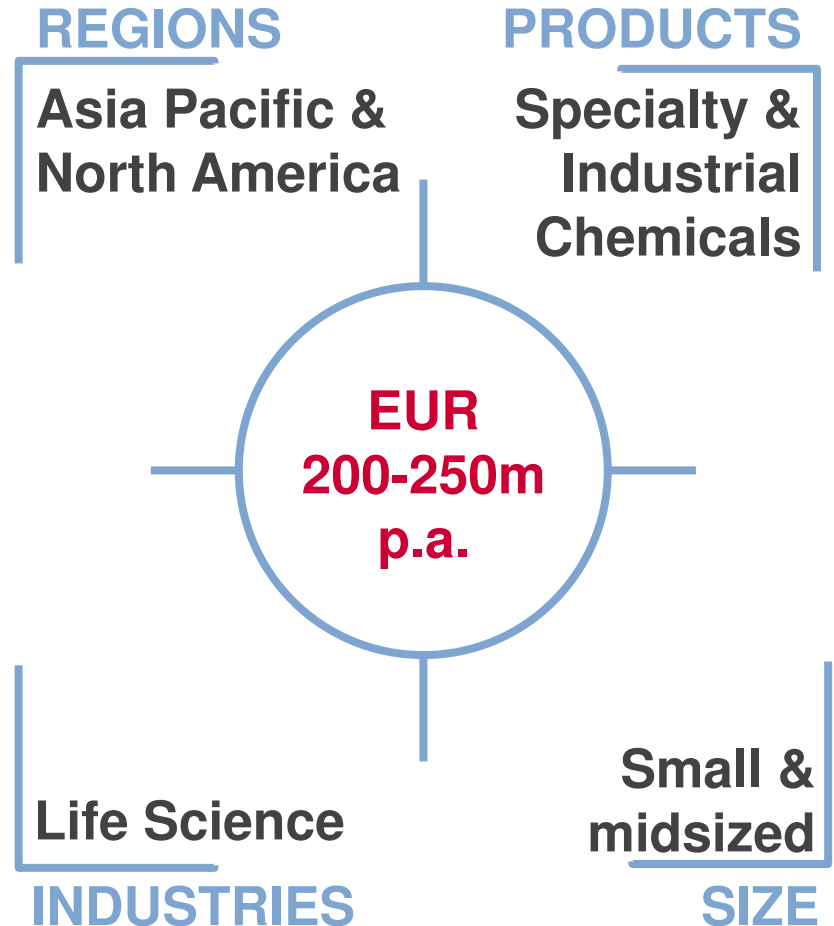 REGIONS
Asia Pacific &
North America
PRODUCTS
Specialty &
Industrial
Chemicals
EUR
200-250m
p.a.
Life Science
INDUSTRIES
Small &
midsized
SIZE